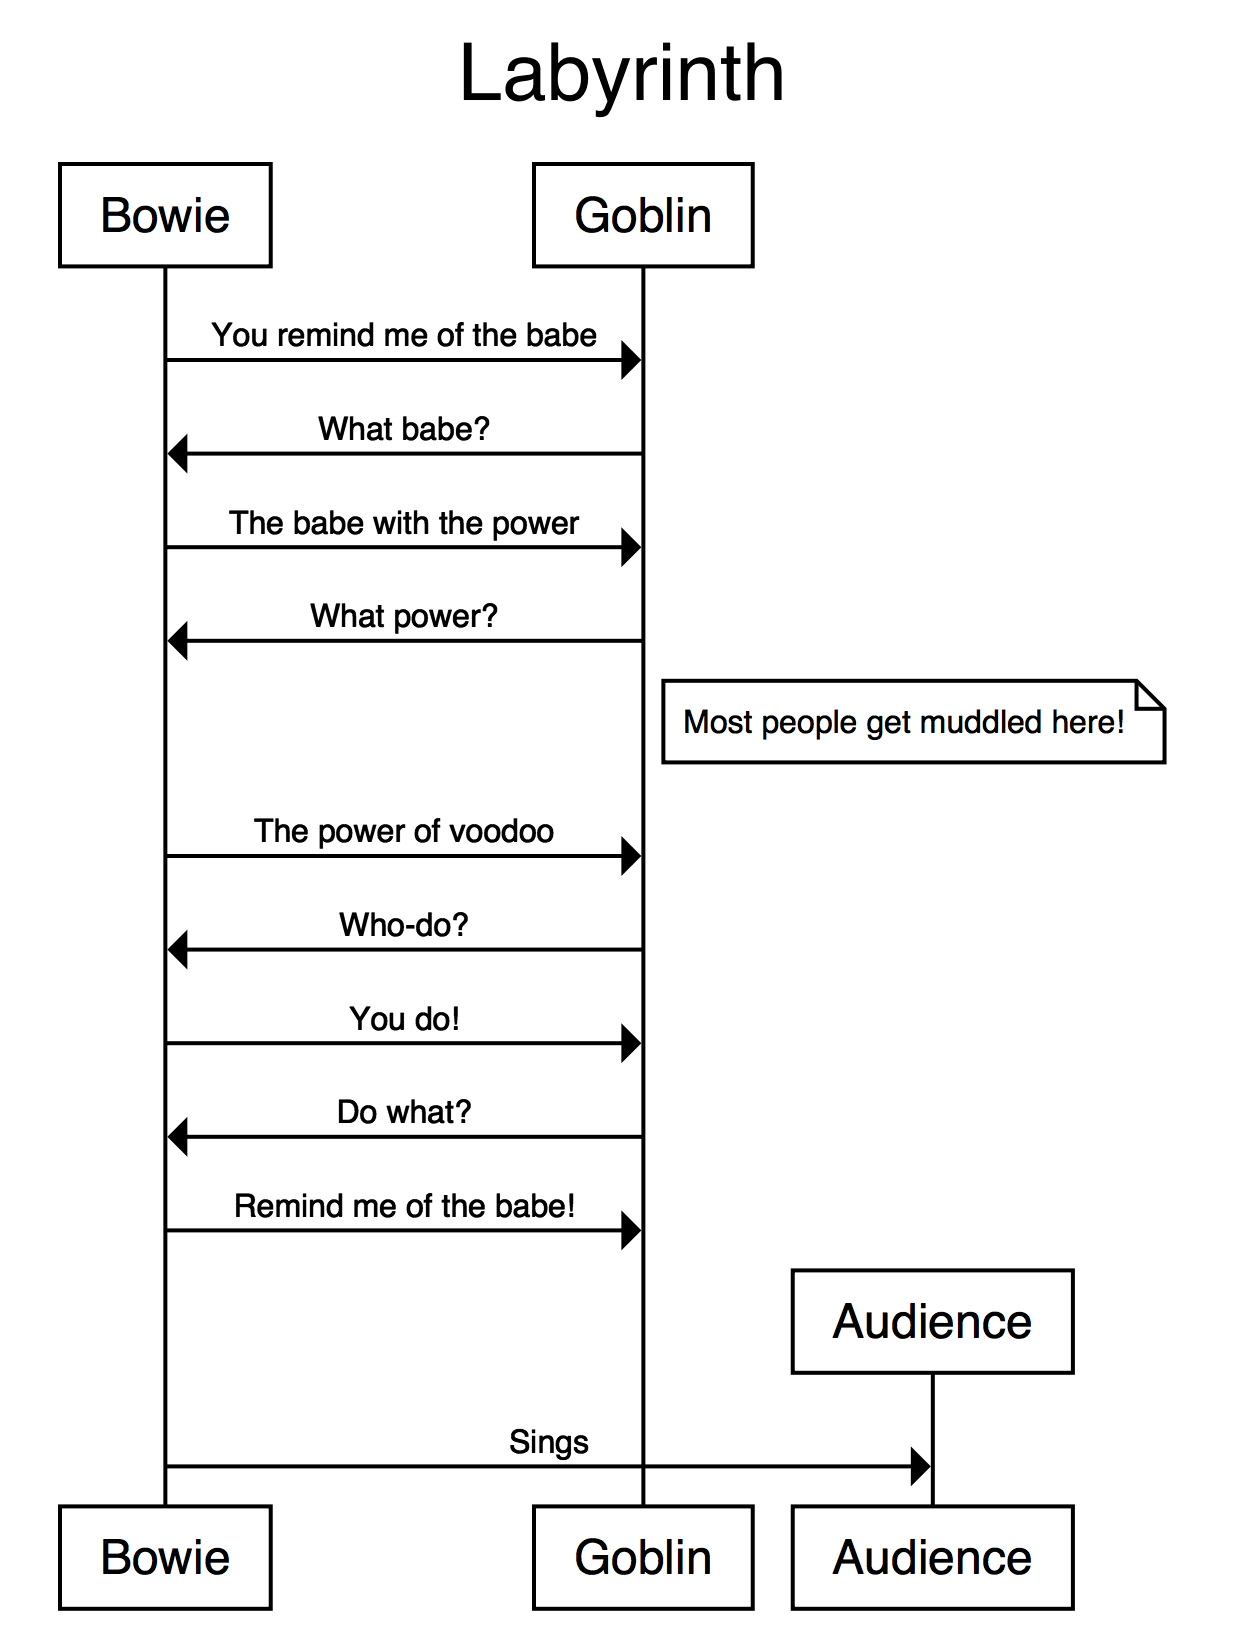 Labyrinth
Bowie
Goblin
You remind me of the babe
What babe?
The babe with the power
What power?
Most people get muddled here!
The power of voodoo
Who-do?
You do!
Do what?
Remind me of the babe!
Audience
Sings
Bowie
Goblin
Audience